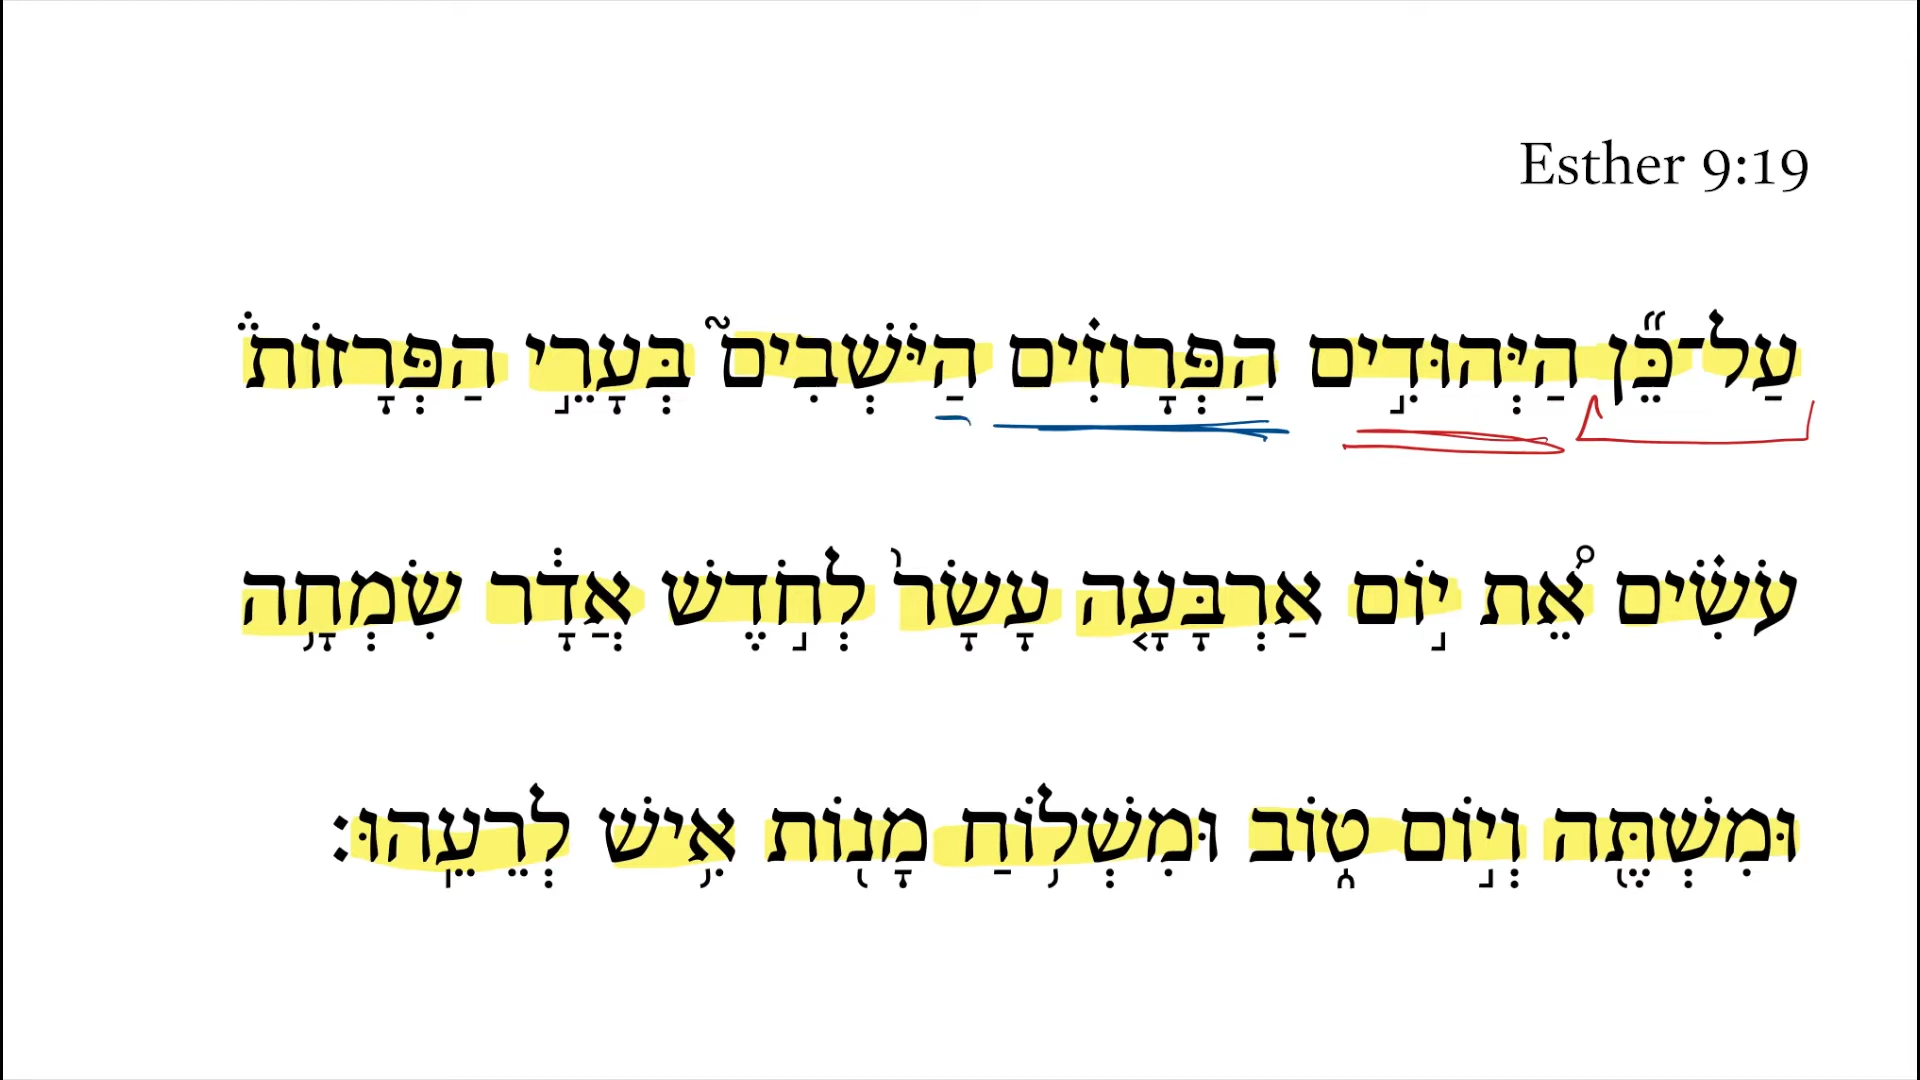 Esther 9:19
עַל־כֵּ֞ן הַיְּהוּדִ֣ים הַפְּרָוזִ֗ים הַיֹּשְׁבִים֮ בְּעָרֵ֣י הַפְּרָזוֹת֒
עֹשִׂ֗ים אֵ֠ת י֣וֹם אַרְבָּעָ֤ה עָשָׂר֙ לְחֹ֣דֶשׁ אֲדָ֔ר שִׂמְחָ֥ה
וּמִשְׁתֶּ֖ה וְי֣וֹם ט֑וֹב וּמִשְׁל֥וֹחַ מָנ֖וֹת אִ֥ישׁ לְרֵעֵֽהוּ׃